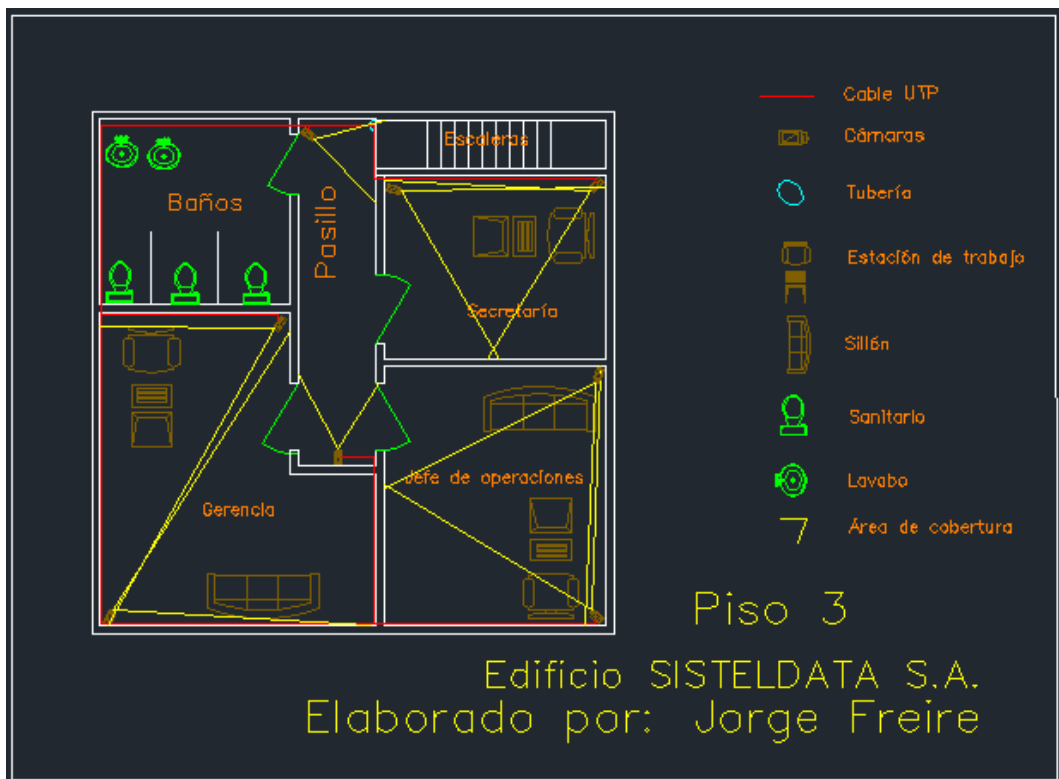 Cable UTP
Escaleras
Cámaras
Baños
Pasillo
Tubería
Estación de trabajo
Secretaría
Sillón
Sanitario
Jefe de operaciones
Lavabo
Gerencia
Área de cobertura
Piso 3
Edificio SISTELDATA S.A.
Elaborado por: Jorge Freire